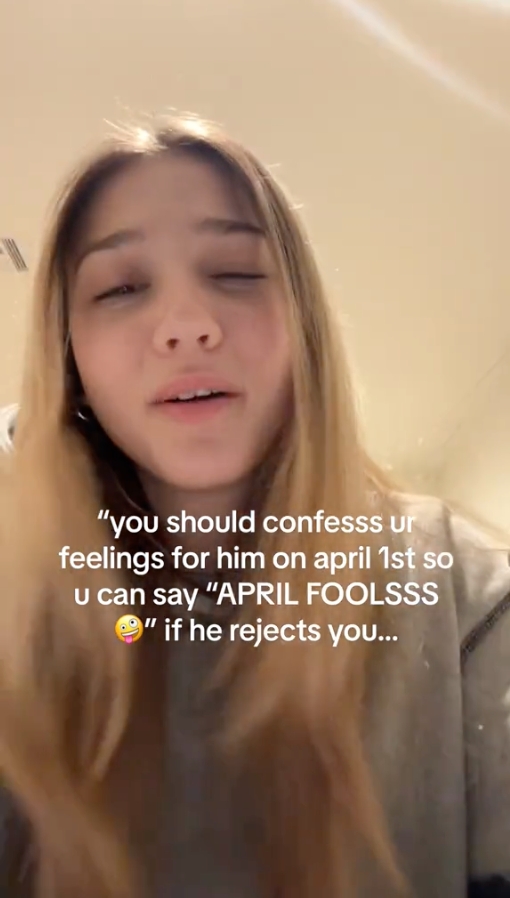 “you should confesss ur
feelings for him on april 1st so
u can say “APRIL FOOLSSS
🤪” if he rejects you...